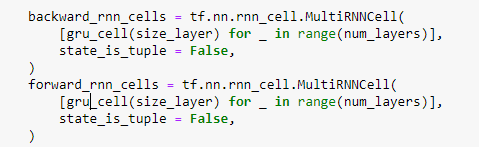 backward_rnn_cells = tf.nn.rnn_cell.MultiRNNCell(
    [gru_cell(size_layer) for _ in range(num_layers)],
    state_is_tuple = False,
)
forward_rnn_cells = tf.nn.rnn_cell.MultiRNNCell(
    [gru_cell(size_layer) for _ in range(num_layers)],
    state_is_tuple = False,
)